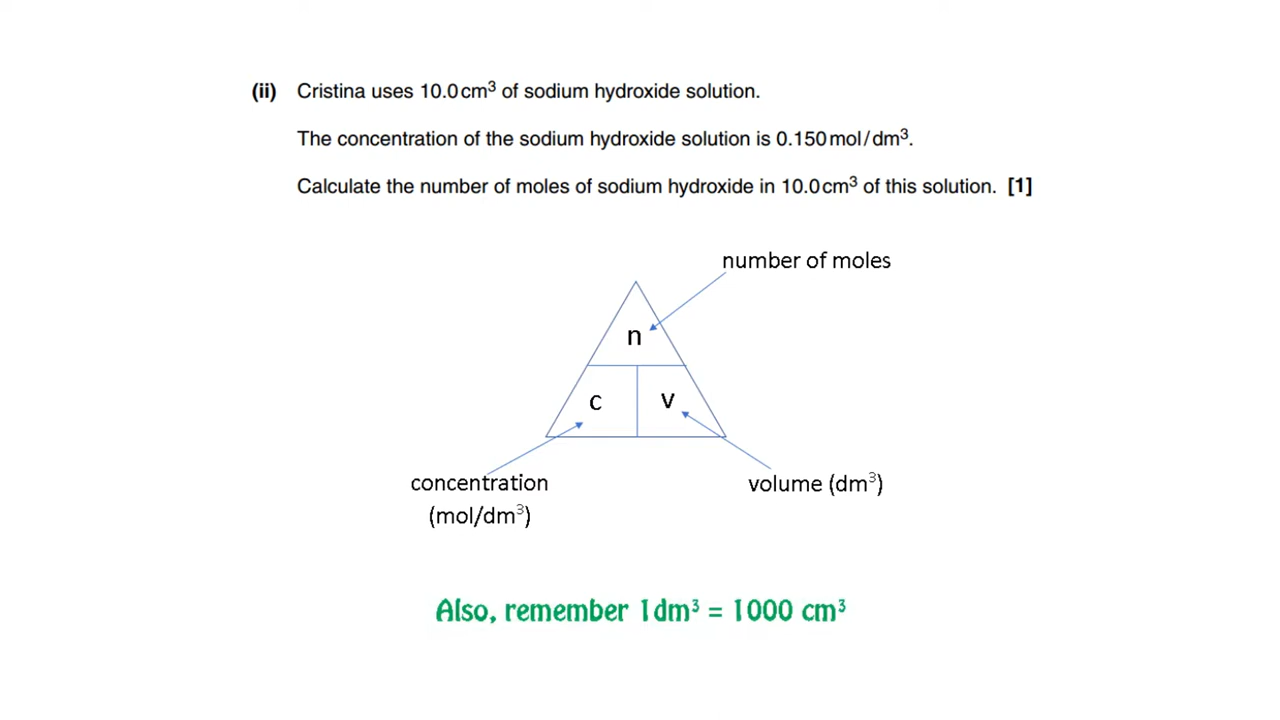 (ii) Cristina uses 10.0 cm³ of sodium hydroxide solution.
The concentration of the sodium hydroxide solution is 0.150 mol/dm³.
Calculate the number of moles of sodium hydroxide in 10.0 cm³ of this solution. [1]
number of moles
n
c
v
concentration
(mol/dm³)
volume (dm³)
Also, remember 1dm³ = 1000 cm³